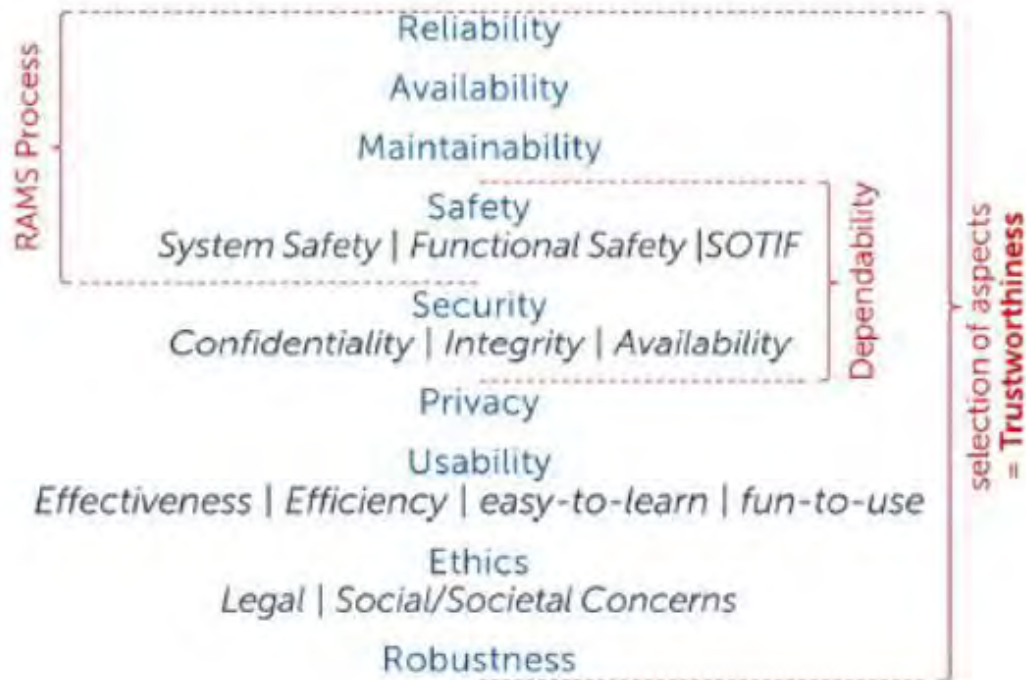 RAMS Process
Reliability
Availability
Maintainability
Safety
System Safety | Functional Safety |SOTIF
Security
Confidentiality | Integrity | Availability
Dependability
Privacy
Usability
Effectiveness | Efficiency | easy-to-learn | fun-to-use
Ethics
Legal | Social/Societal Concerns
Robustness
selection of aspects
= Trustworthiness